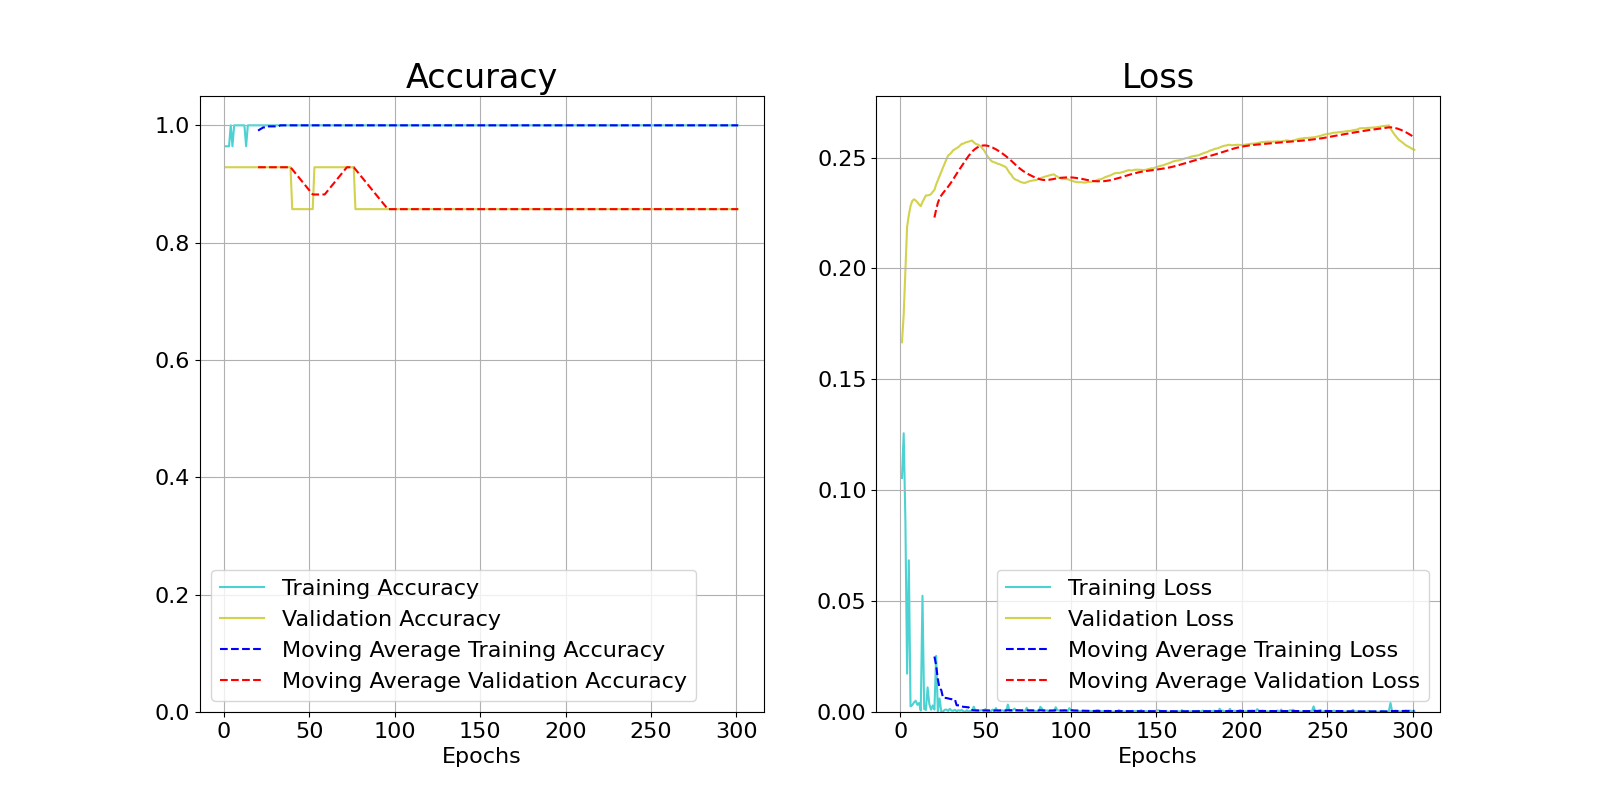 Accuracy
1.0
0.8
0.6
0.4
0.2
0.0
Training Accuracy
Validation Accuracy
Moving Average Training Accuracy
Moving Average Validation Accuracy
0 50 100 150 200 250 300
Epochs
Loss
0.25
0.20
0.15
0.10
0.05
0.00
Training Loss
Validation Loss
Moving Average Training Loss
Moving Average Validation Loss
0 50 100 150 200 250 300
Epochs